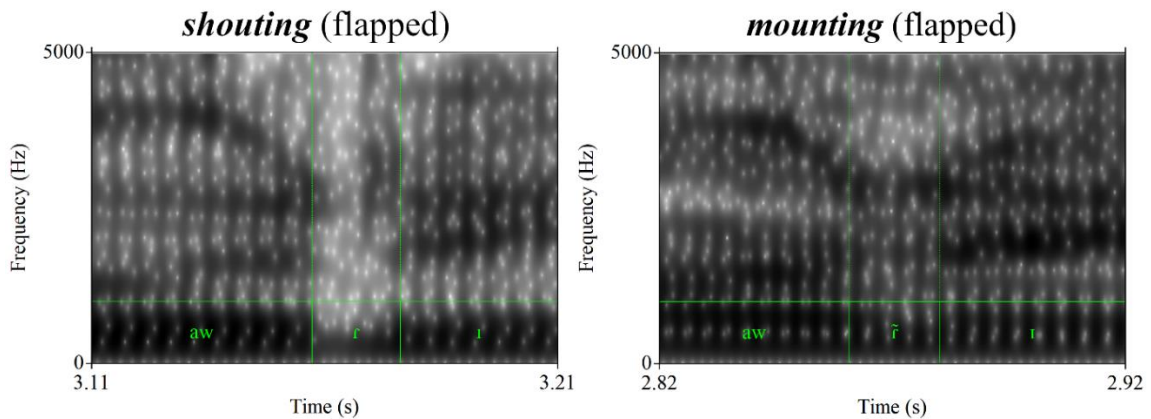 shouting (flapped)
5000
Frequency (Hz)
0
aw ɾ ɪ
3.11 3.21
Time (s)
mounting (flapped)
5000
Frequency (Hz)
0
aw ɾ̃ ɪ
2.82 2.92
Time (s)